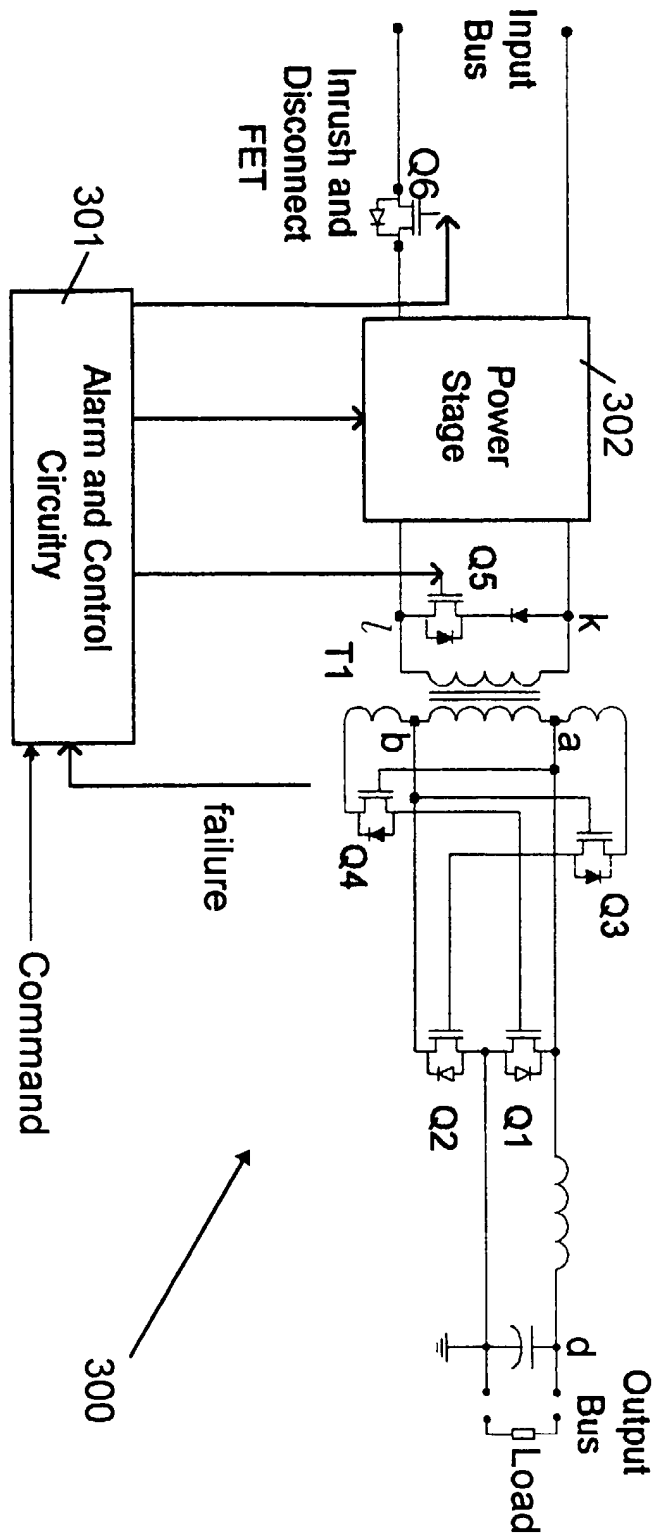 Input
Bus
Inrush and
Disconnect
FET
Q6
301
Alarm and Control
Circuitry
302
Power
Stage
Q5
k
l
T1
a
b
Q3
Q4
failure
Command
Q1
Q2
300
d
Output
Bus
Load